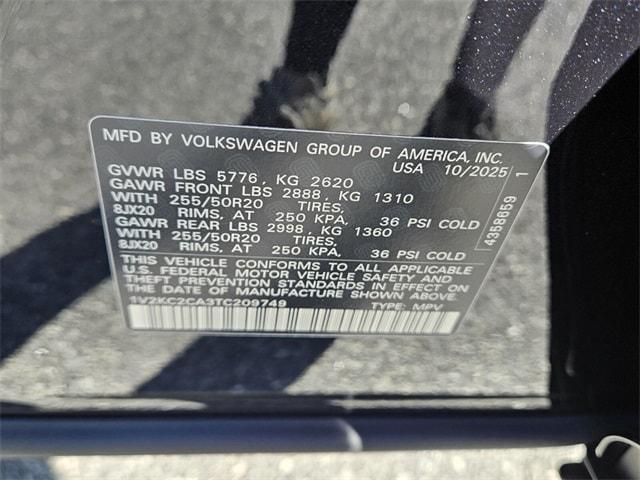 MFD BY VOLKSWAGEN GROUP OF AMERICA, INC.
USA 10/2025
GVWR LBS 5776, KG 2620
GAWR FRONT LBS 2888, KG 1310
WITH 255/50R20 TIRES,
8JX20 RIMS, AT 250 KPA, 36 PSI COLD
GAWR REAR LBS 2998, KG 1360
WITH 255/50R20 TIRES,
8JX20 RIMS, AT 250 KPA, 36 PSI COLD
THIS VEHICLE CONFORMS TO ALL APPLICABLE
U.S. FEDERAL MOTOR VEHICLE SAFETY AND
THEFT PREVENTION STANDARDS IN EFFECT ON
THE DATE OF MANUFACTURE SHOWN ABOVE.
1V2KC2CA3TC209749
TYPE: MPV
4358659 1